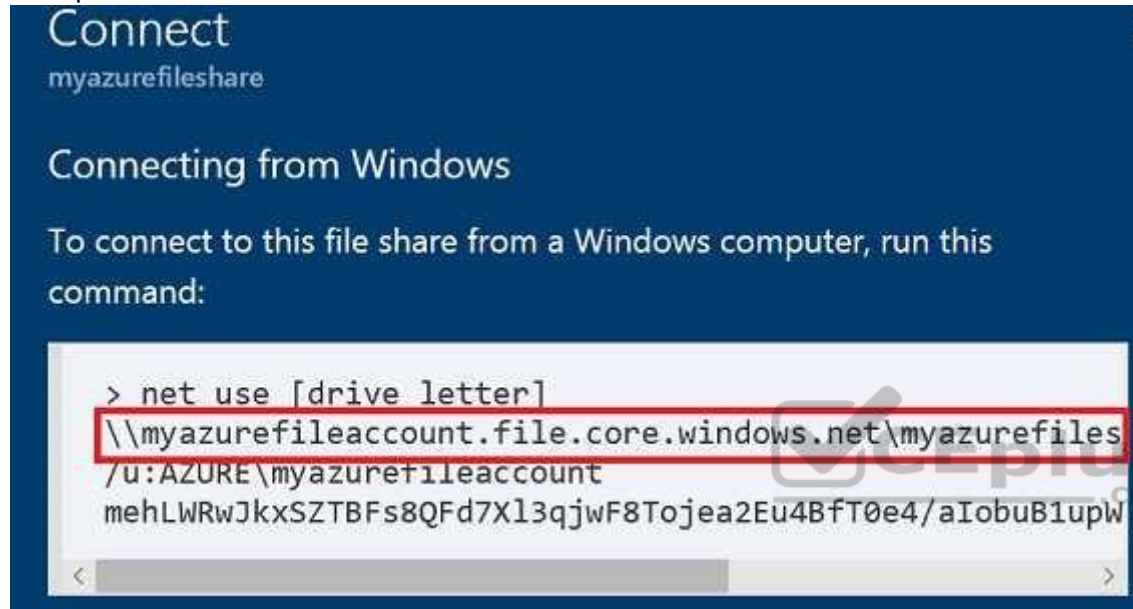 Connect
myazurefileshare
Connecting from Windows
To connect to this file share from a Windows computer, run this
command:
> net use [drive letter]
\\myazurefileaccount.file.core.windows.net\myazurefiles
/u:AZURE\myazurefileaccount
mehLWRwJkxSZTBFs8QFd7Xl3qjwF8Tojea2Eu4BfT0e4/aIobuB1upW
CEplu